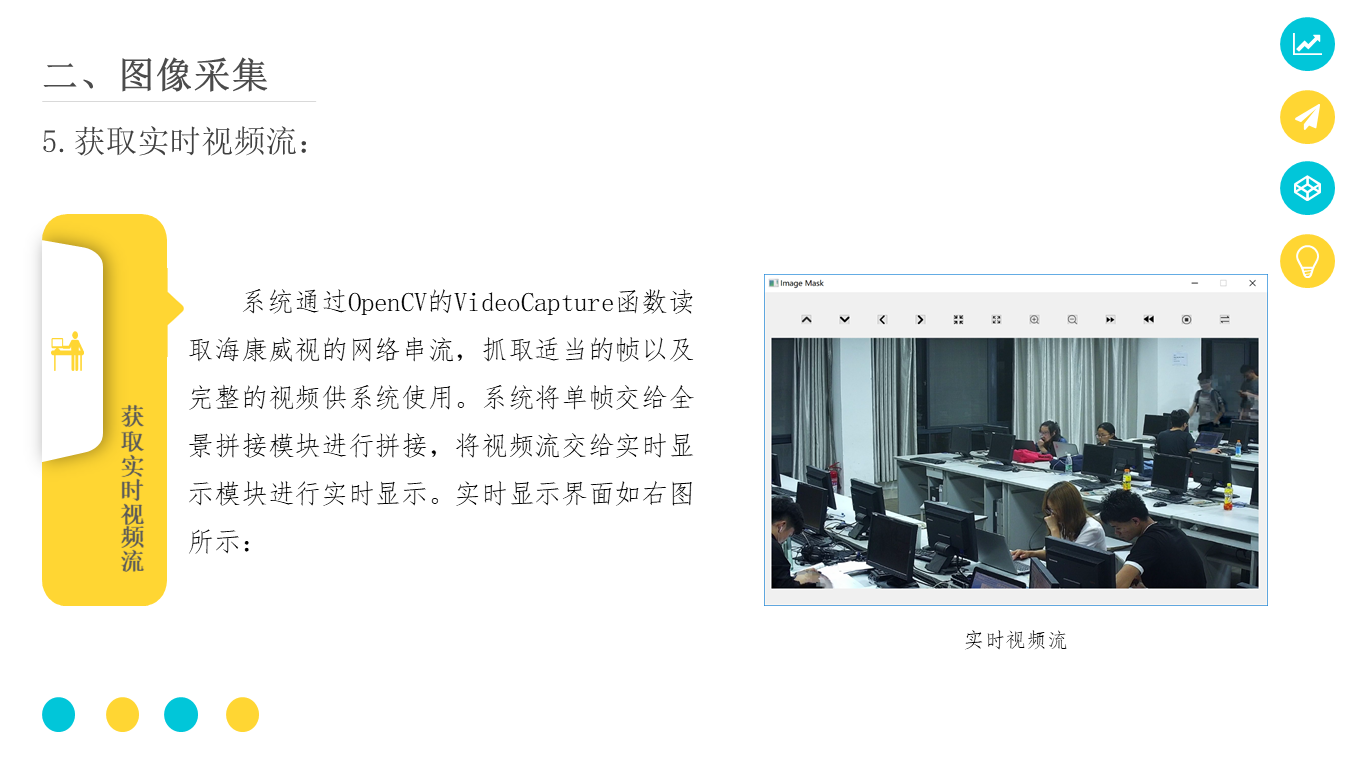 二、图像采集
5.获取实时视频流：
获取实时视频流
系统通过OpenCV的VideoCapture函数读
取海康威视的网络串流，抓取适当的帧以及
完整的视频供系统使用。系统将单帧交给全
景拼接模块进行拼接，将视频流交给实时显
示模块进行实时显示。实时显示界面如右图
所示：
Image Mask
实时视频流